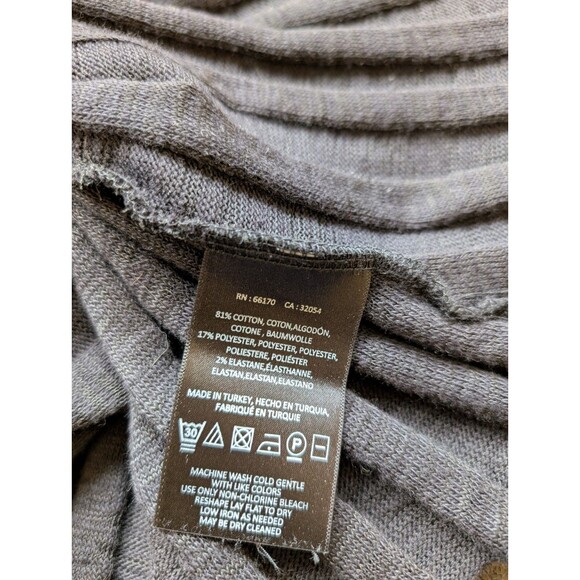 RN : 66170 CA : 32054
81% COTTON, COTON,ALGODÓN,
COTONE , BAUMWOLLE
17% POLYESTER, POLYESTER, POLYESTER,
POLIESTERE, POLIÉSTER
2% ELASTANE,ÉLASTHANNE,
ELASTAN,ELASTAN,ELASTANO
MADE IN TURKEY, HECHO EN TURQUIA,
FABRIQUÉ EN TURQUIE
30 P
MACHINE WASH COLD GENTLE
WITH LIKE COLORS
USE ONLY NON-CHLORINE BLEACH
RESHAPE LAY FLAT TO DRY
LOW IRON AS NEEDED
MAY BE DRY CLEANED